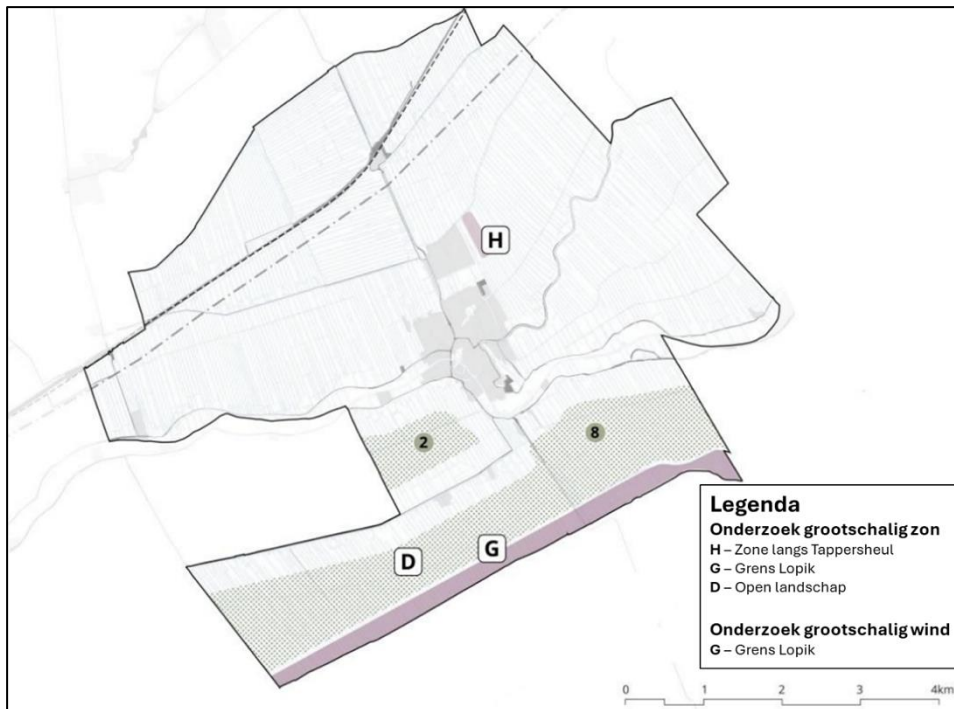 H
2
8
D
G
Legenda
Onderzoek grootschalig zon
H – Zone langs Tappersheul
G – Grens Lopik
D – Open landschap
Onderzoek grootschalig wind
G – Grens Lopik
0 1 2 3 4km